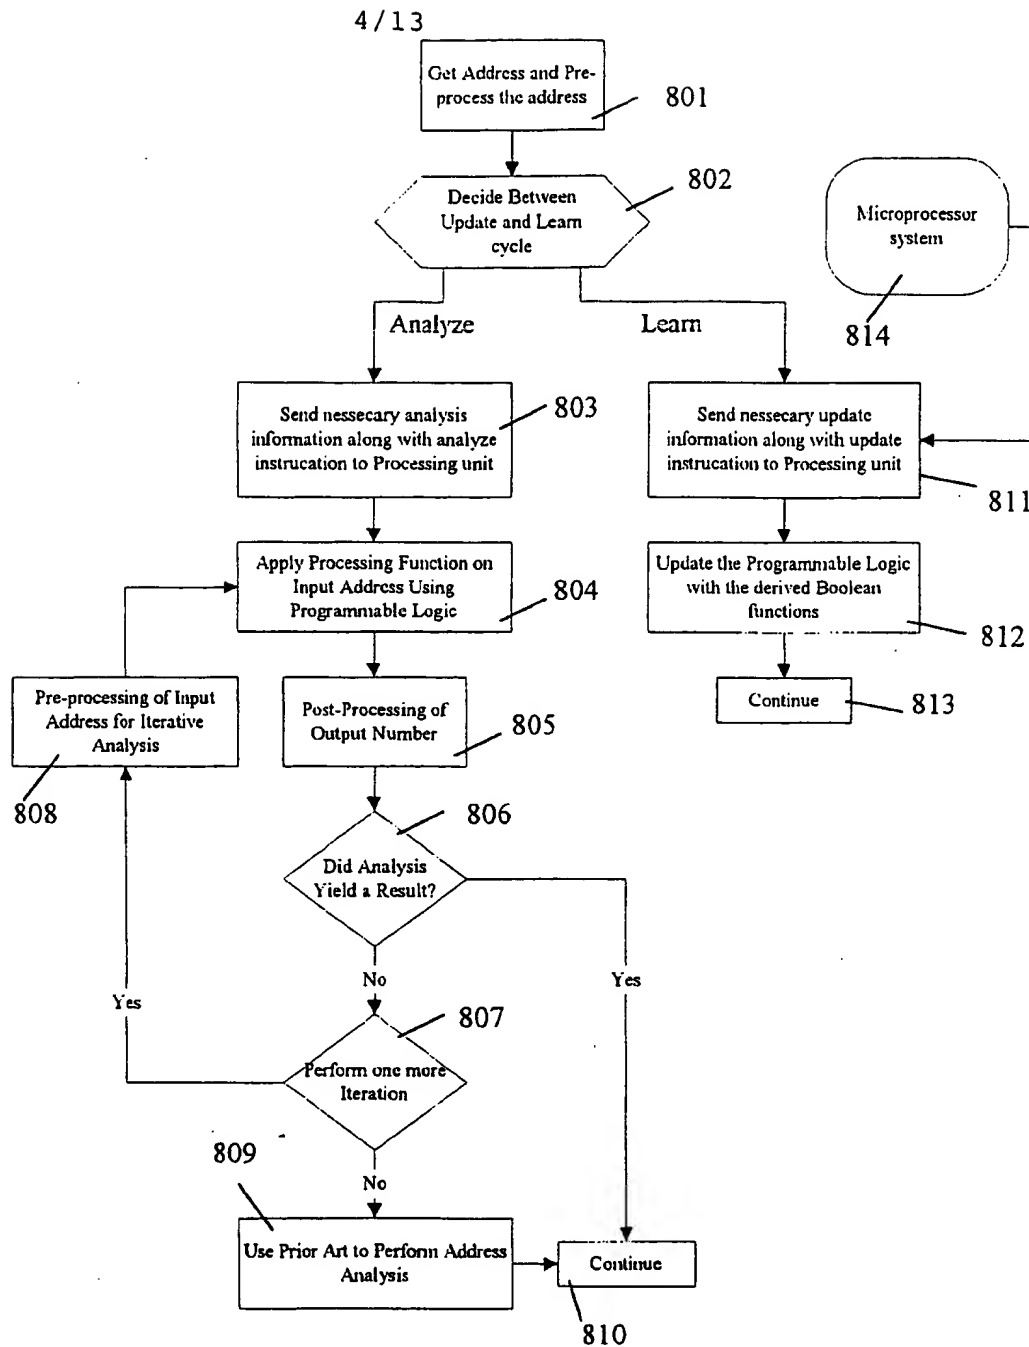 4/13
Get Address and Pre-
process the address
801
Decide Between
Update and Learn
cycle
802
Microprocessor
system
814
Analyze
Learn
Send nessecary analysis
information along with analyze
instrucation to Processing unit
803
Send nessecary update
information along with update
instrucation to Processing unit
811
Apply Processing Function on
Input Address Using
Programmable Logic
804
Update the Programmable Logic
with the derived Boolean
functions
812
Pre-processing of Input
Address for Iterative
Analysis
808
Post-Processing of
Output Number
805
Continue
813
806
Did Analysis
Yield a Result?
No
Yes
Yes
807
Perform one more
Iteration
No
809
Use Prior Art to Perform Address
Analysis
Continue
810